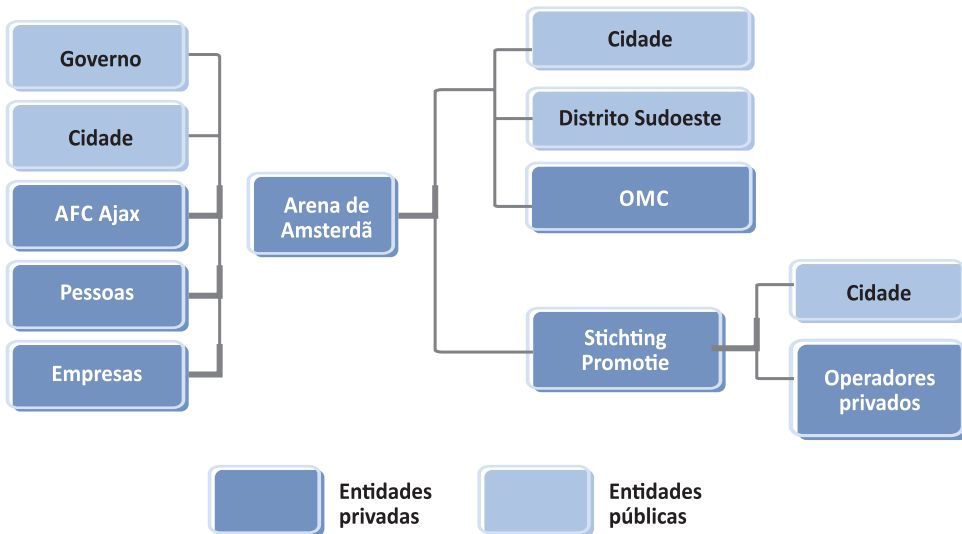 Governo
Cidade
AFC Ajax
Pessoas
Empresas
Arena de
Amsterdã
Cidade
Distrito Sudoeste
OMC
Stichting
Promotie
Cidade
Operadores
privados
Entidades
privadas
Entidades
públicas